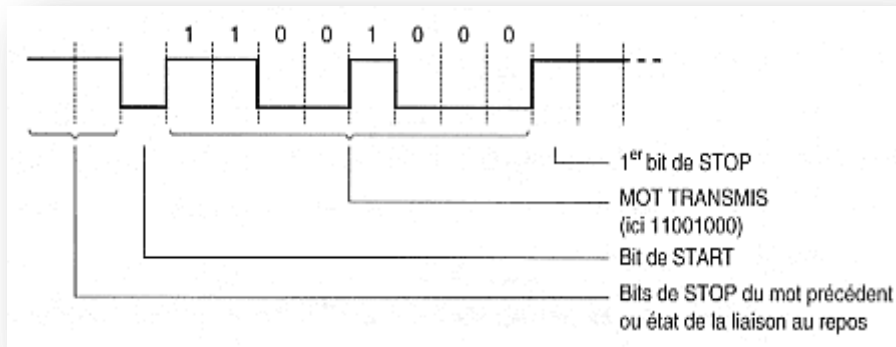 1 1 0 0 1 0 0 0
1er bit de STOP
MOT TRANSMIS
(ici 11001000)
Bit de START
Bits de STOP du mot précédent
ou état de la liaison au repos